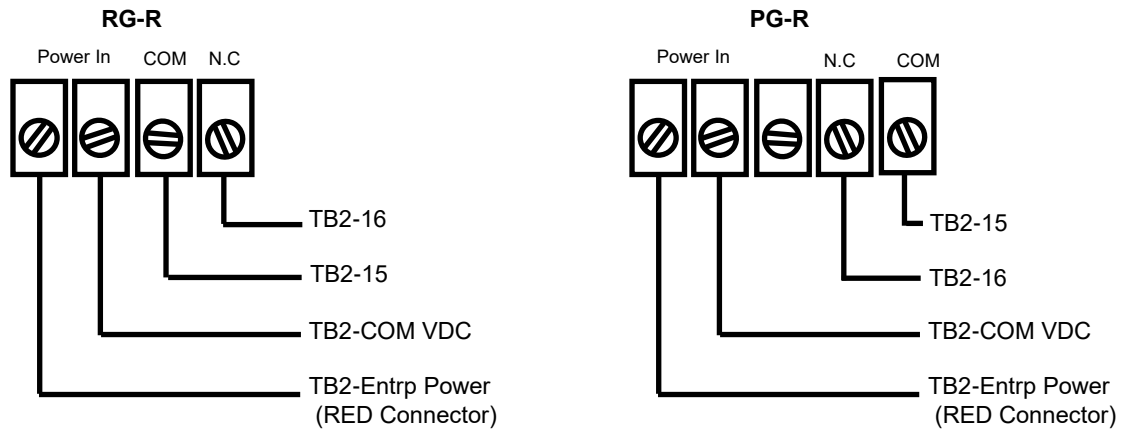 RG-R
Power In COM N.C
TB2-16
TB2-15
TB2-COM VDC
TB2-Entrp Power
(RED Connector)
PG-R
Power In N.C COM
TB2-15
TB2-16
TB2-COM VDC
TB2-Entrp Power
(RED Connector)